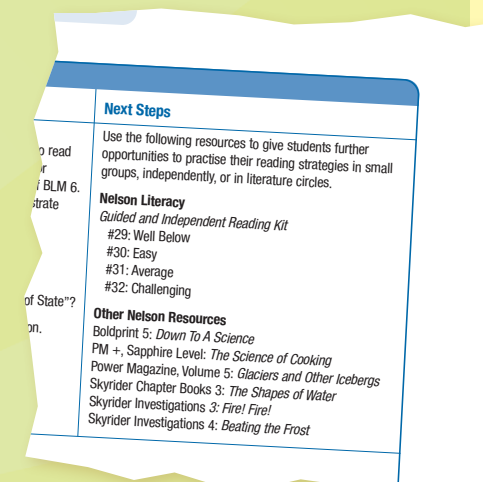 Next Steps
o read
or
f BLM 6.
strate
of State"?
on.
Use the following resources to give students further
opportunities to practise their reading strategies in small
groups, independently, or in literature circles.
Nelson Literacy
Guided and Independent Reading Kit
#29: Well Below
#30: Easy
#31: Average
#32: Challenging
Other Nelson Resources
Boldprint 5: Down To A Science
PM +, Sapphire Level: The Science of Cooking
Power Magazine, Volume 5: Glaciers and Other Icebergs
Skyrider Chapter Books 3: The Shapes of Water
Skyrider Investigations 3: Fire! Fire!
Skyrider Investigations 4: Beating the Frost